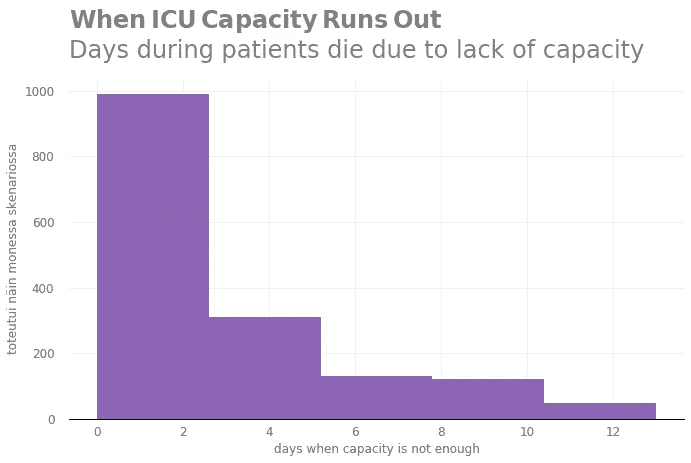 When ICU Capacity Runs Out
Days during patients die due to lack of capacity
1000
800
600
400
200
0
toteutui näin monessa skenariossa
0 2 4 6 8 10 12
days when capacity is not enough